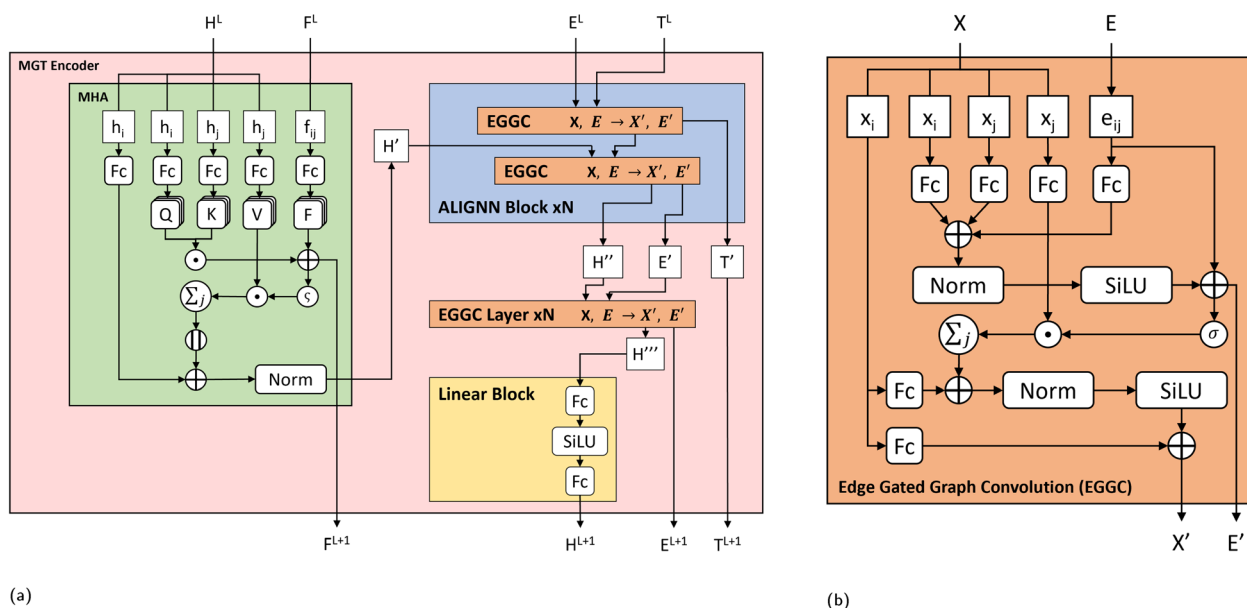 H^L F^L E^L T^L
MGT Encoder
MHA
h_i h_i h_j h_j f_ij
Fc Fc Fc Fc Fc
Q K V F
ς
Σ_j
||
Norm
H'
EGGC X, E → X', E'
EGGC X, E → X', E'
ALIGNN Block xN
H'' E' T'
EGGC Layer xN X, E → X', E'
H'''
Linear Block
Fc
SiLU
Fc
F^{L+1} H^{L+1} E^{L+1} T^{L+1}
(a)
X E
x_i x_i x_j x_j e_ij
Fc Fc Fc Fc
Norm SiLU
Σ_j σ
Fc Norm SiLU
Fc
Edge Gated Graph Convolution (EGGC)
X' E'
(b)